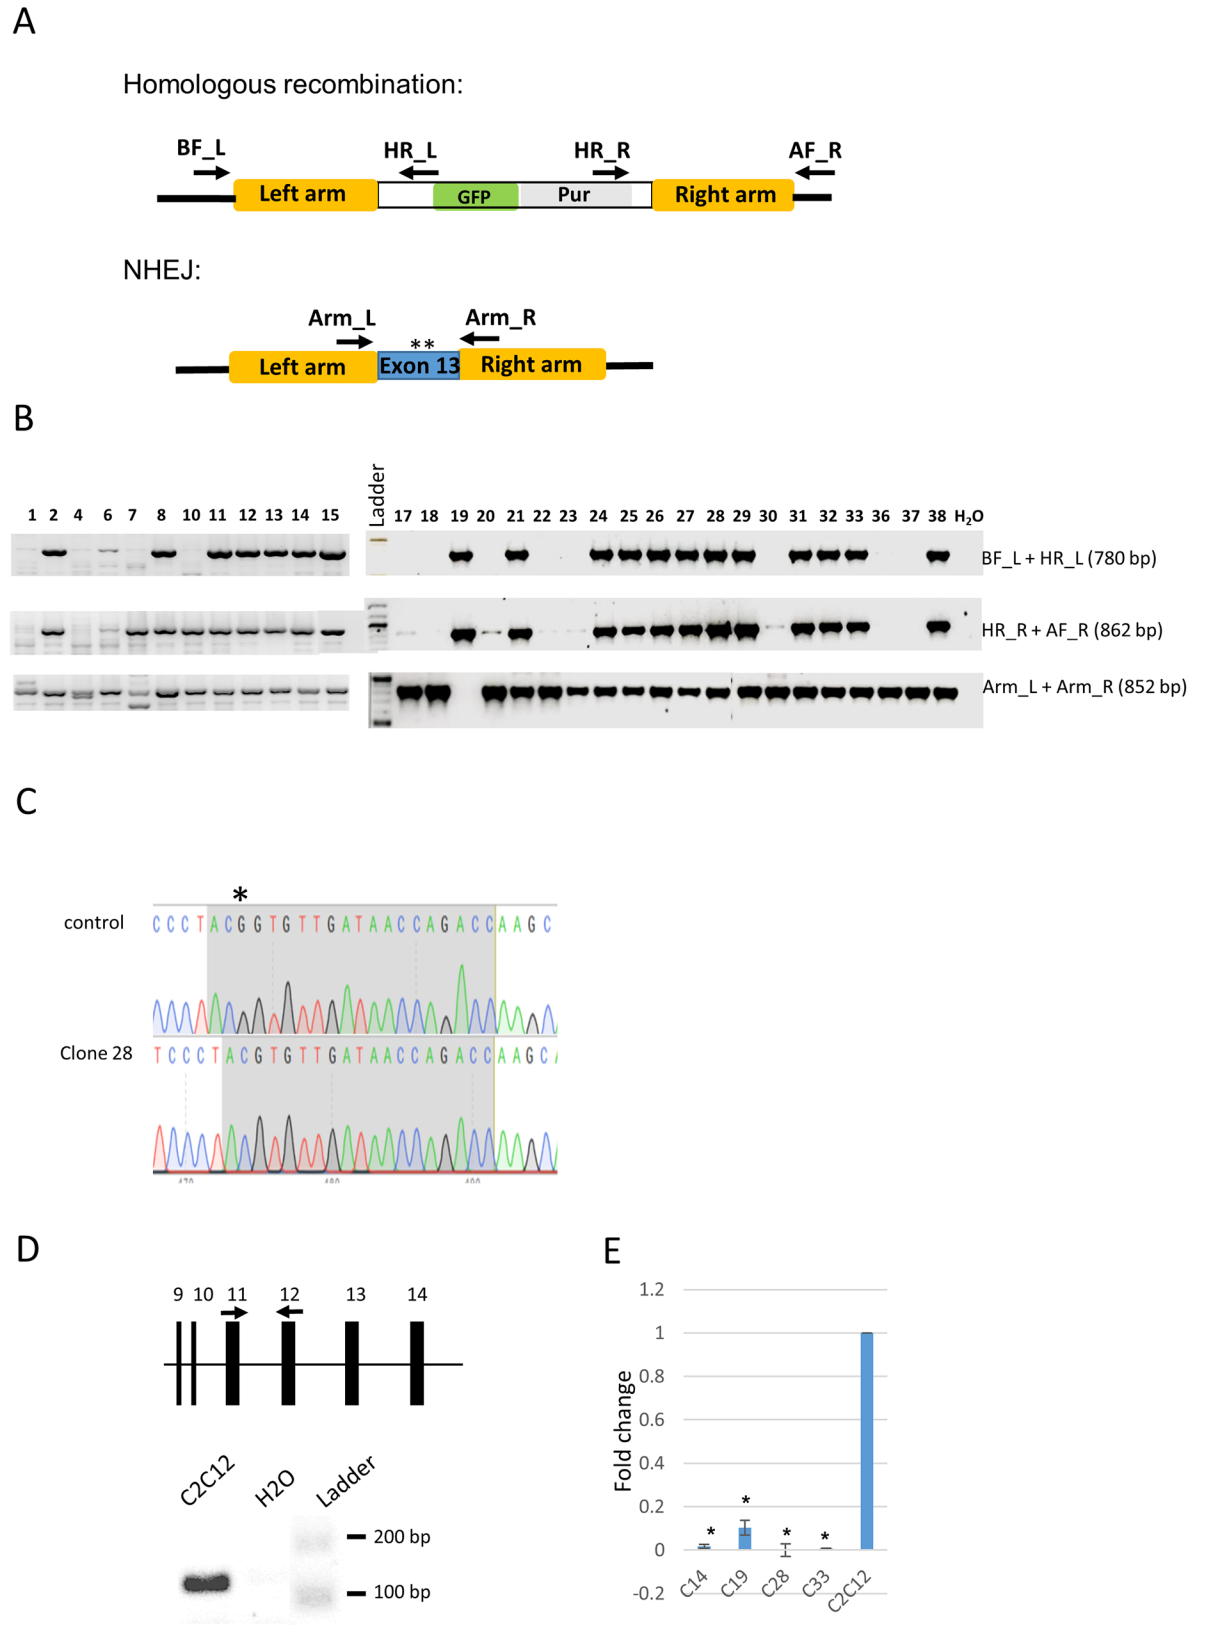 A
Homologous recombination:
BF_L HR_L HR_R AF_R
Left arm GFP Pur Right arm
NHEJ:
Arm_L ** Arm_R
Left arm Exon 13 Right arm
B
Ladder
1 2 4 6 7 8 10 11 12 13 14 15 17 18 19 20 21 22 23 24 25 26 27 28 29 30 31 32 33 36 37 38 H2O
BF_L + HR_L (780 bp)
HR_R + AF_R (862 bp)
Arm_L + Arm_R (852 bp)
C
*
control CCCTACGGTGTTGATAACCAGACCAAGC
Clone 28 TCCCTACGTGTTGATAACCAGACCAAGCA
470 480 490
D
9 10 11 12 13 14
C2C12 H2O Ladder
200 bp
100 bp
E
Fold change
1.2
1
0.8
0.6
0.4
0.2
0
-0.2
* * * *
C14 C19 C28 C33 C2C12